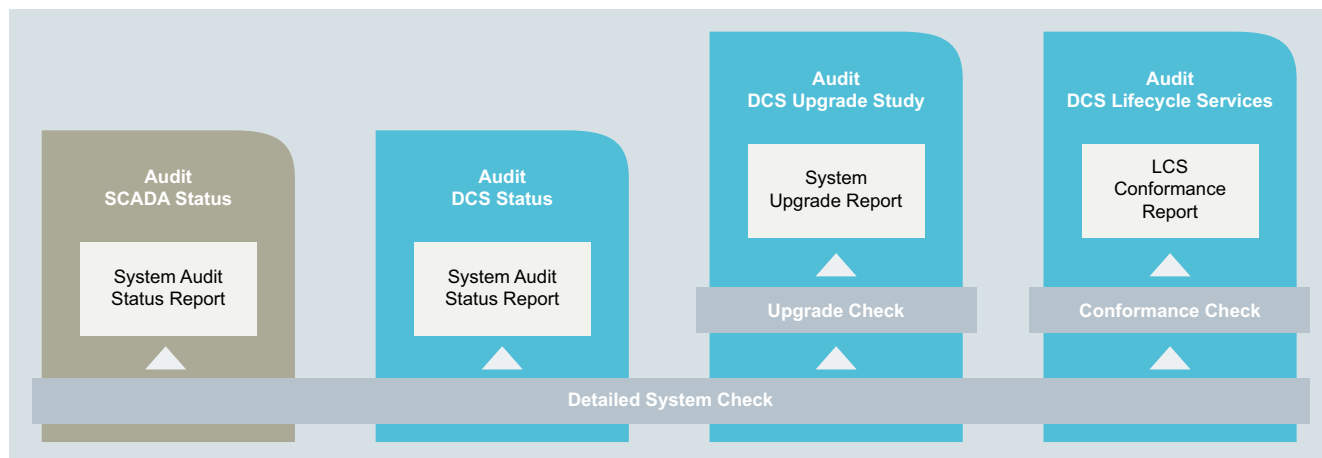 Audit
SCADA Status
System Audit
Status Report
Audit
DCS Status
System Audit
Status Report
Audit
DCS Upgrade Study
System
Upgrade Report
Upgrade Check
Audit
DCS Lifecycle Services
LCS
Conformance
Report
Conformance Check
Detailed System Check